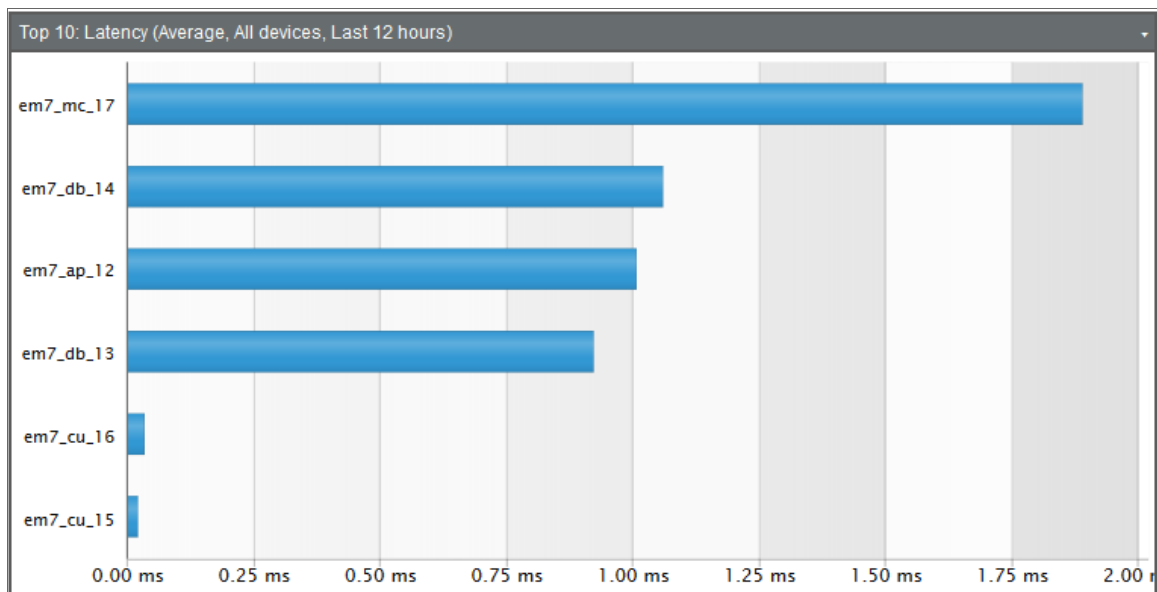 Top 10: Latency (Average, All devices, Last 12 hours)
em7_mc_17
em7_db_14
em7_ap_12
em7_db_13
em7_cu_16
em7_cu_15
0.00 ms 0.25 ms 0.50 ms 0.75 ms 1.00 ms 1.25 ms 1.50 ms 1.75 ms 2.00